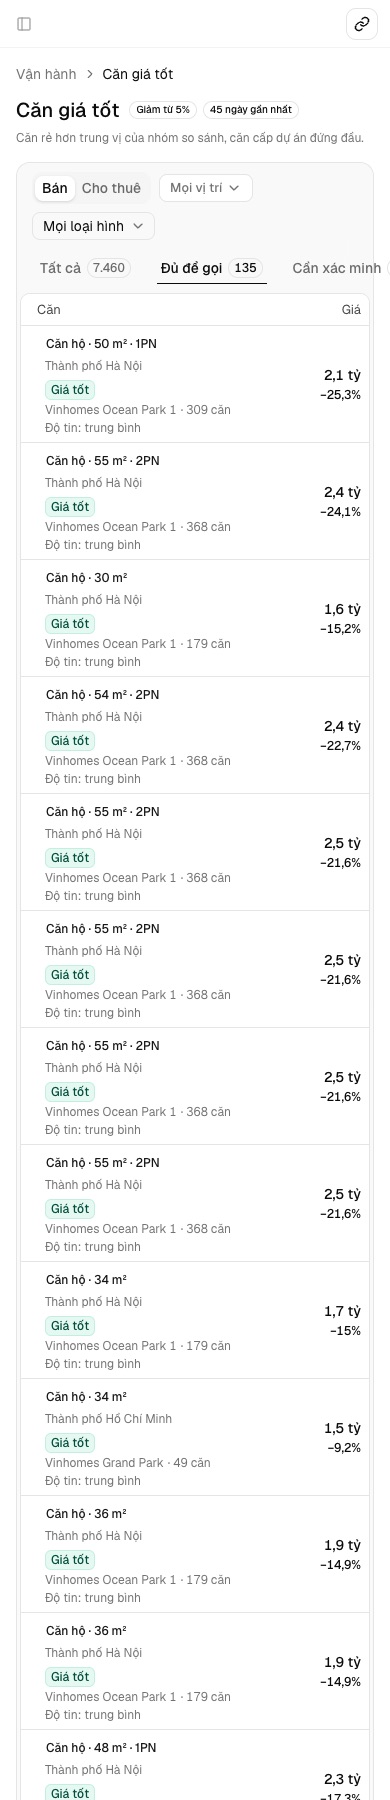 Vận hành > Căn giá tốt
Căn giá tốt Giảm từ 5% 45 ngày gần nhất
Căn rẻ hơn trung vị của nhóm so sánh, căn cấp dự án đứng đầu.
Bán Cho thuê Mọi vị trí
Mọi loại hình
Tất cả 7.460 Đủ để gọi 135 Cần xác minh
Căn Giá
Căn hộ · 50 m² · 1PN
Thành phố Hà Nội
2,1 tỷ
Giá tốt
−25,3%
Vinhomes Ocean Park 1 · 309 căn
Độ tin: trung bình
Căn hộ · 55 m² · 2PN
Thành phố Hà Nội
2,4 tỷ
Giá tốt
−24,1%
Vinhomes Ocean Park 1 · 368 căn
Độ tin: trung bình
Căn hộ · 30 m²
Thành phố Hà Nội
1,6 tỷ
Giá tốt
−15,2%
Vinhomes Ocean Park 1 · 179 căn
Độ tin: trung bình
Căn hộ · 54 m² · 2PN
Thành phố Hà Nội
2,4 tỷ
Giá tốt
−22,7%
Vinhomes Ocean Park 1 · 368 căn
Độ tin: trung bình
Căn hộ · 55 m² · 2PN
Thành phố Hà Nội
2,5 tỷ
Giá tốt
−21,6%
Vinhomes Ocean Park 1 · 368 căn
Độ tin: trung bình
Căn hộ · 55 m² · 2PN
Thành phố Hà Nội
2,5 tỷ
Giá tốt
−21,6%
Vinhomes Ocean Park 1 · 368 căn
Độ tin: trung bình
Căn hộ · 55 m² · 2PN
Thành phố Hà Nội
2,5 tỷ
Giá tốt
−21,6%
Vinhomes Ocean Park 1 · 368 căn
Độ tin: trung bình
Căn hộ · 55 m² · 2PN
Thành phố Hà Nội
2,5 tỷ
Giá tốt
−21,6%
Vinhomes Ocean Park 1 · 368 căn
Độ tin: trung bình
Căn hộ · 34 m²
Thành phố Hà Nội
1,7 tỷ
Giá tốt
−15%
Vinhomes Ocean Park 1 · 179 căn
Độ tin: trung bình
Căn hộ · 34 m²
Thành phố Hồ Chí Minh
1,5 tỷ
Giá tốt
−9,2%
Vinhomes Grand Park · 49 căn
Độ tin: trung bình
Căn hộ · 36 m²
Thành phố Hà Nội
1,9 tỷ
Giá tốt
−14,9%
Vinhomes Ocean Park 1 · 179 căn
Độ tin: trung bình
Căn hộ · 36 m²
Thành phố Hà Nội
1,9 tỷ
Giá tốt
−14,9%
Vinhomes Ocean Park 1 · 179 căn
Độ tin: trung bình
Căn hộ · 48 m² · 1PN
Thành phố Hà Nội
2,3 tỷ
Giá tốt
−17,3%